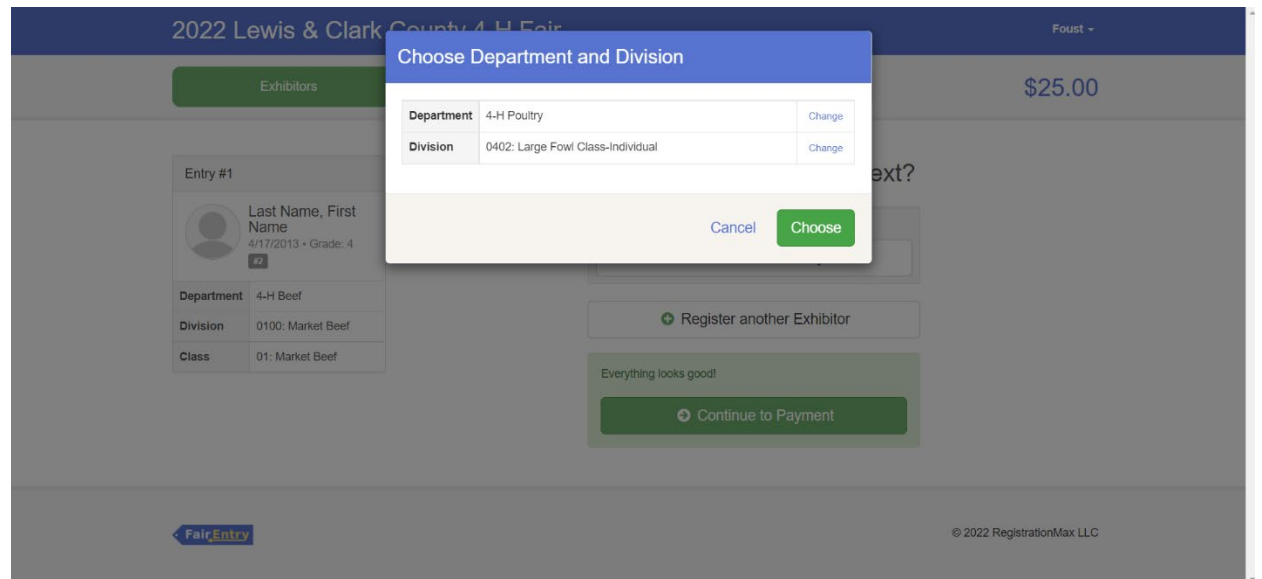 2022 Lewis & Clark County 4-H Fair
Foust
Exhibitors
$25.00
Choose Department and Division
Department 4-H Poultry Change
Division 0402: Large Fowl Class-Individual Change
Cancel Choose
Entry #1
Last Name, First
Name
4/17/2013 • Grade: 4
#2
Department 4-H Beef
Division 0100: Market Beef
Class 01: Market Beef
Register another Exhibitor
Everything looks good!
Continue to Payment
FairEntry
© 2022 RegistrationMax LLC